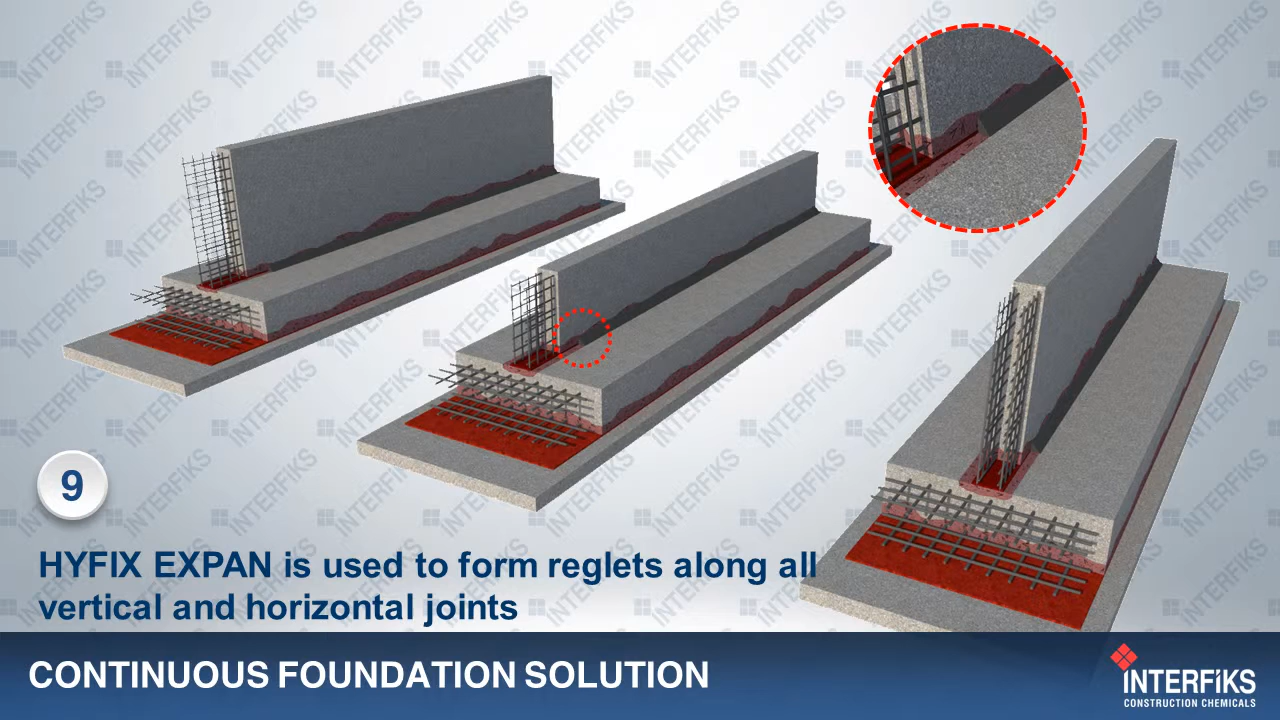 9
HYFIX EXPAN is used to form reglets along all
vertical and horizontal joints
CONTINUOUS FOUNDATION SOLUTION
INTERFiKS
CONSTRUCTION CHEMICALS